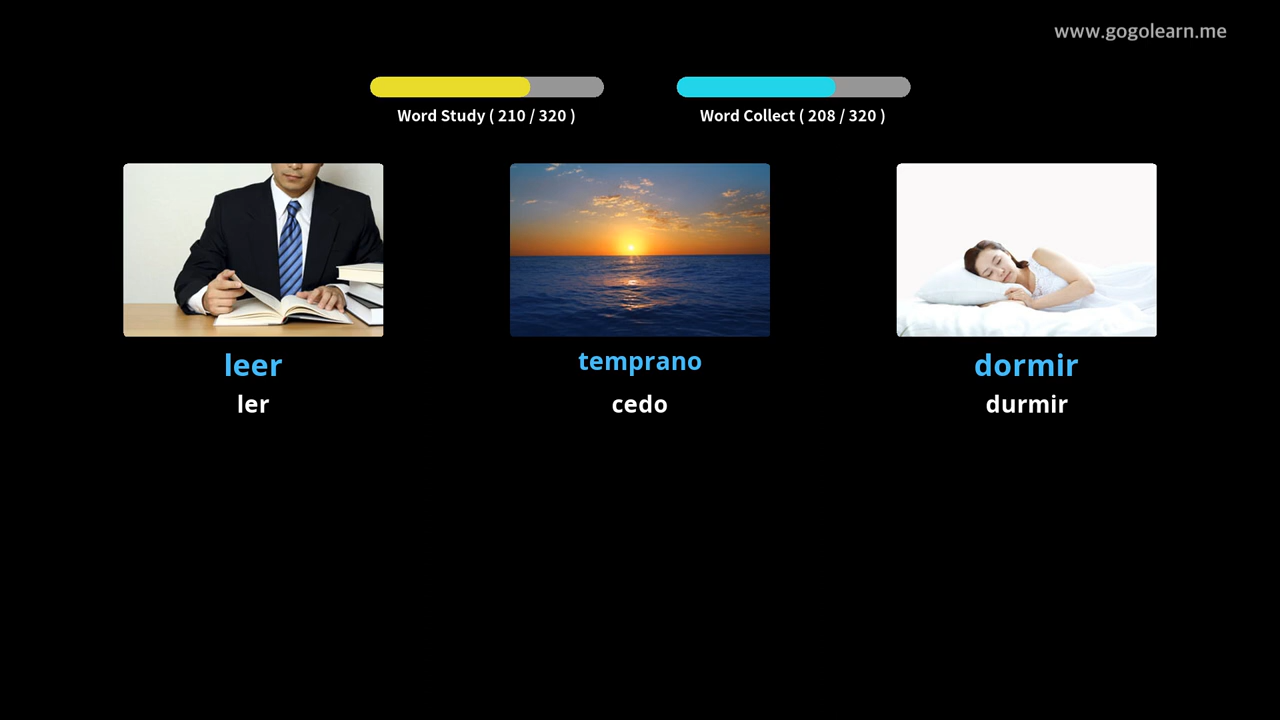 www.gogolearn.me
Word Study ( 210 / 320 )
Word Collect ( 208 / 320 )
leer
temprano
dormir
ler
cedo
durmir